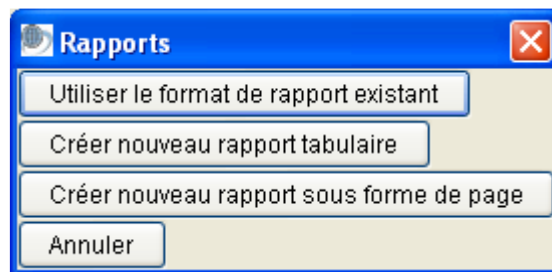 Rapports
Utiliser le format de rapport existant
Créer nouveau rapport tabulaire
Créer nouveau rapport sous forme de page
Annuler